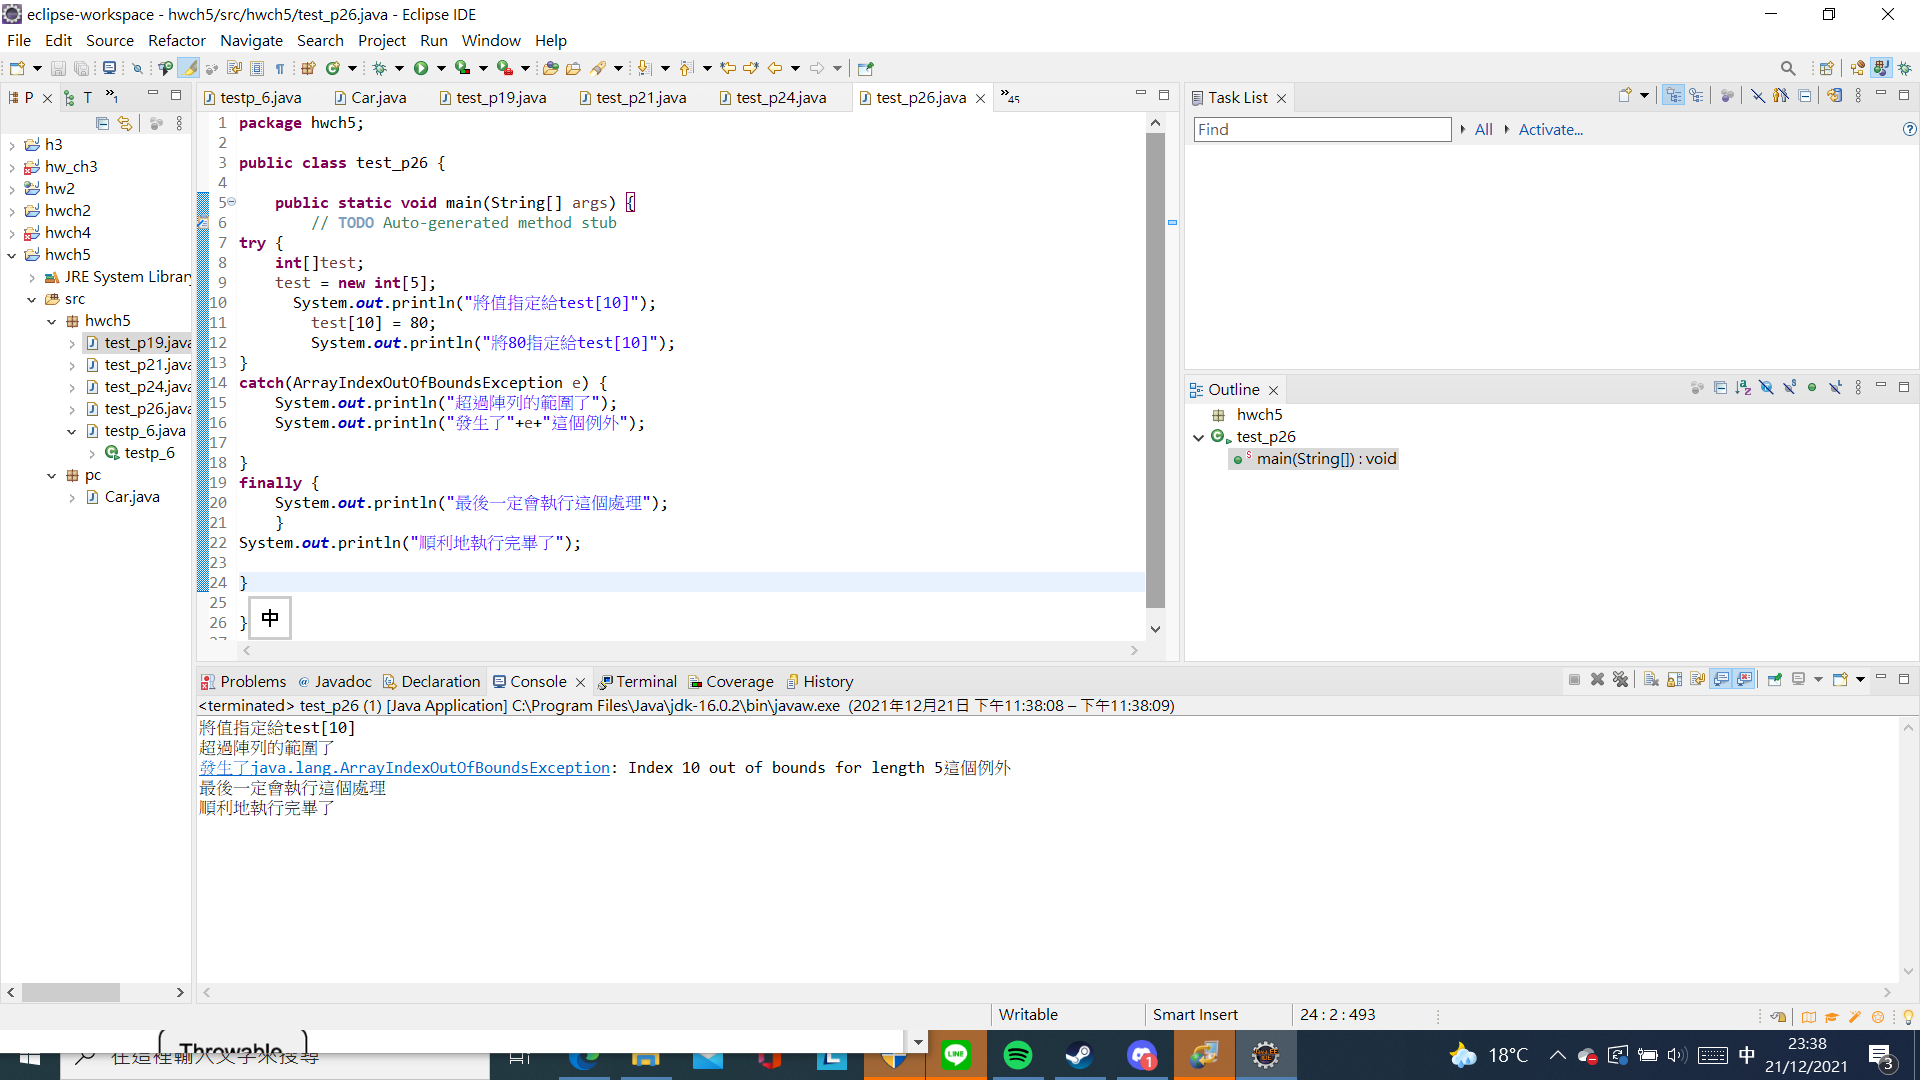 eclipse-workspace - hwch5/src/hwch5/test_p26.java - Eclipse IDE
File Edit Source Refactor Navigate Search Project Run Window Help
P T »1
testp_6.java Car.java test_p19.java test_p21.java test_p24.java test_p26.java »45
h3
hw_ch3
hw2
hwch2
hwch4
hwch5
JRE System Library
src
hwch5
test_p19.java
test_p21.java
test_p24.java
test_p26.java
testp_6.java
testp_6
pc
Car.java
1 package hwch5;
2
3 public class test_p26 {
4
5 public static void main(String[] args) {
6 // TODO Auto-generated method stub
7 try {
8 int[]test;
9 test = new int[5];
10 System.out.println("將值指定給test[10]");
11 test[10] = 80;
12 System.out.println("將80指定給test[10]");
13 }
14 catch(ArrayIndexOutOfBoundsException e) {
15 System.out.println("超過陣列的範圍了");
16 System.out.println("發生了"+e+"這個例外");
17
18 }
19 finally {
20 System.out.println("最後一定會執行這個處理");
21 }
22 System.out.println("順利地執行完畢了");
23
24 }
25
26 }
中
Task List
Find All Activate...
Outline
hwch5
test_p26
main(String[]) : void
Problems Javadoc Declaration Console Terminal Coverage History
<terminated> test_p26 (1) [Java Application] C:\Program Files\Java\jdk-16.0.2\bin\javaw.exe (2021年12月21日 下午11:38:08 – 下午11:38:09)
將值指定給test[10]
超過陣列的範圍了
發生了java.lang.ArrayIndexOutOfBoundsException: Index 10 out of bounds for length 5這個例外
最後一定會執行這個處理
順利地執行完畢了
Writable Smart Insert 24 : 2 : 493
Throwable
在這裡輸入文字來搜尋
LINE
1
18°C
中
23:38
21/12/2021
3